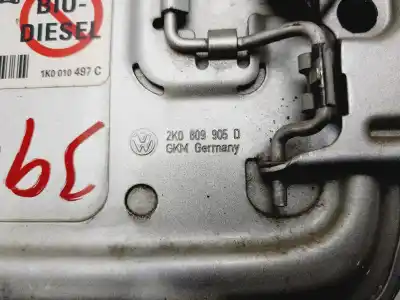 BIO-
DIESEL
1K0 010 497 C
39
2K0 809 905 D
GKM Germany